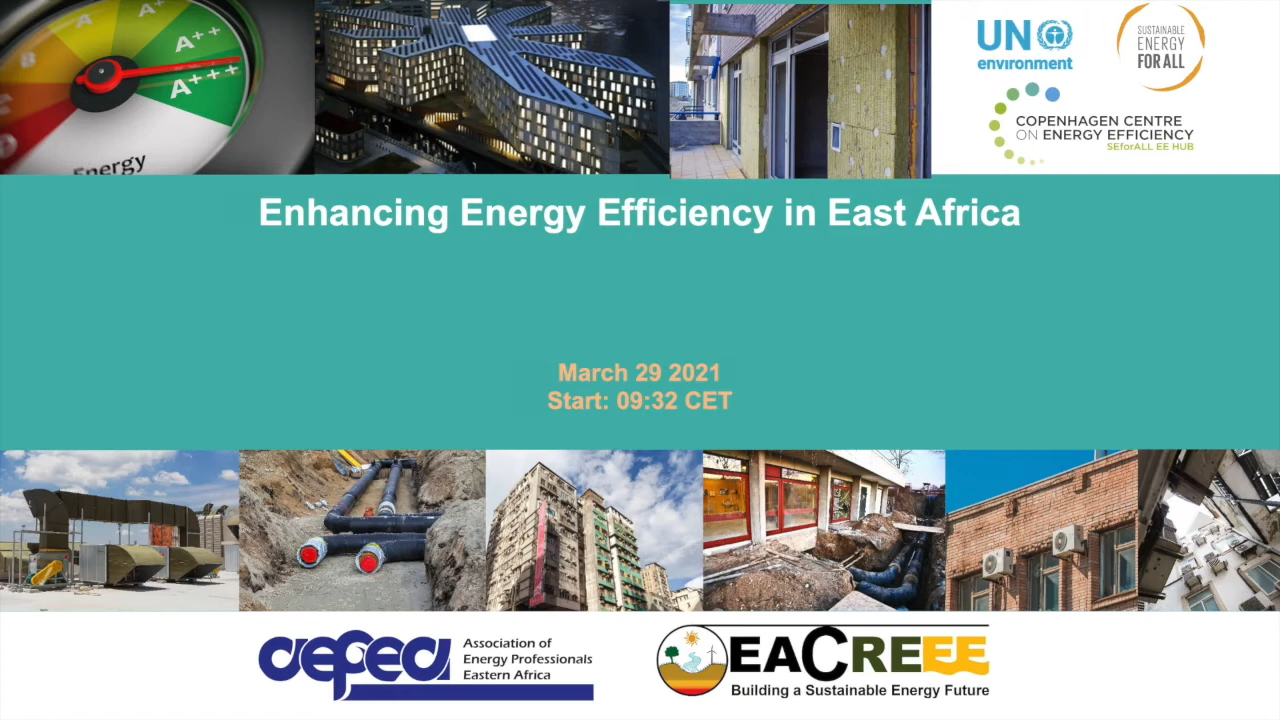 A
A+
A++
A+++
B
Energy
UN
environment
SUSTAINABLE
ENERGY
FOR ALL
COPENHAGEN CENTRE
ON ENERGY EFFICIENCY
SEforALL EE HUB
Enhancing Energy Efficiency in East Africa
March 29 2021
Start: 09:32 CET
aepea
Association of
Energy Professionals
Eastern Africa
EACREEE
Building a Sustainable Energy Future